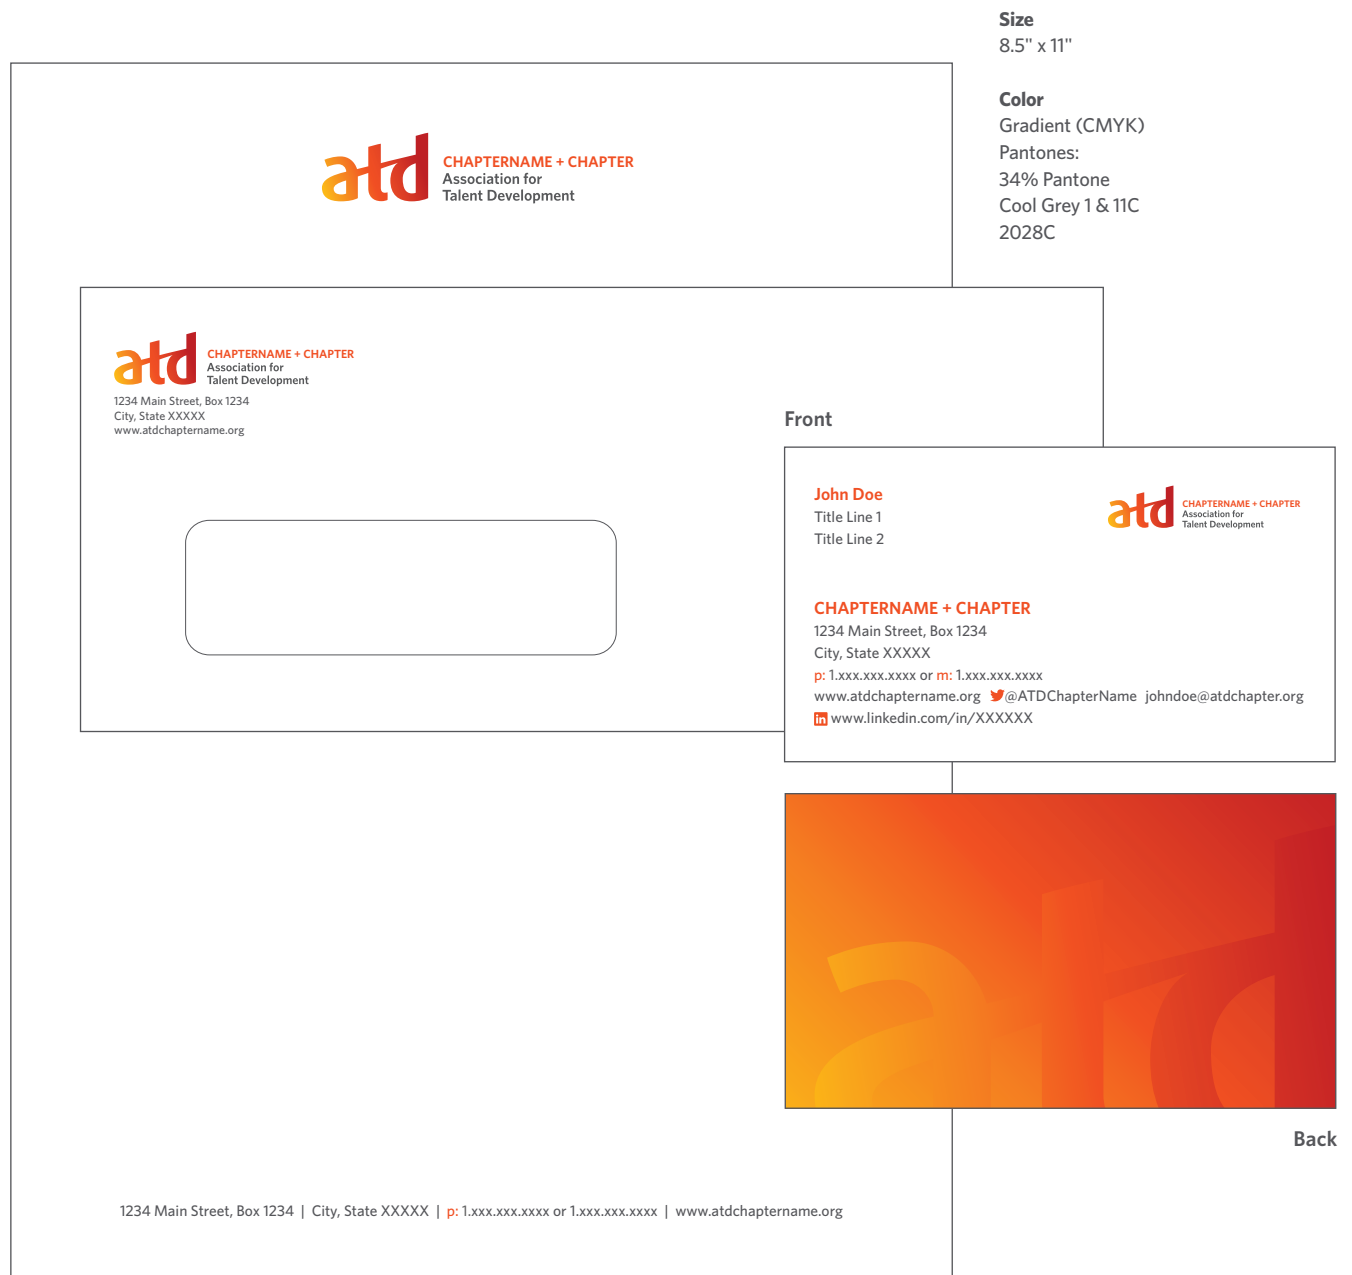 Size
8.5" x 11"
Color
Gradient (CMYK)
Pantones:
34% Pantone
Cool Grey 1 & 11C
2028C
atd
CHAPTERNAME + CHAPTER
Association for
Talent Development
atd
CHAPTERNAME + CHAPTER
Association for
Talent Development
1234 Main Street, Box 1234
City, State XXXXX
www.atdchaptername.org
Front
John Doe
Title Line 1
Title Line 2
atd
CHAPTERNAME + CHAPTER
Association for
Talent Development
CHAPTERNAME + CHAPTER
1234 Main Street, Box 1234
City, State XXXXX
p: 1.xxx.xxx.xxxx or m: 1.xxx.xxx.xxxx
www.atdchaptername.org @ATDChapterName johndoe@atdchapter.org
in www.linkedin.com/in/XXXXXX
atd
Back
1234 Main Street, Box 1234 | City, State XXXXX | p: 1.xxx.xxx.xxxx or 1.xxx.xxx.xxxx | www.atdchaptername.org